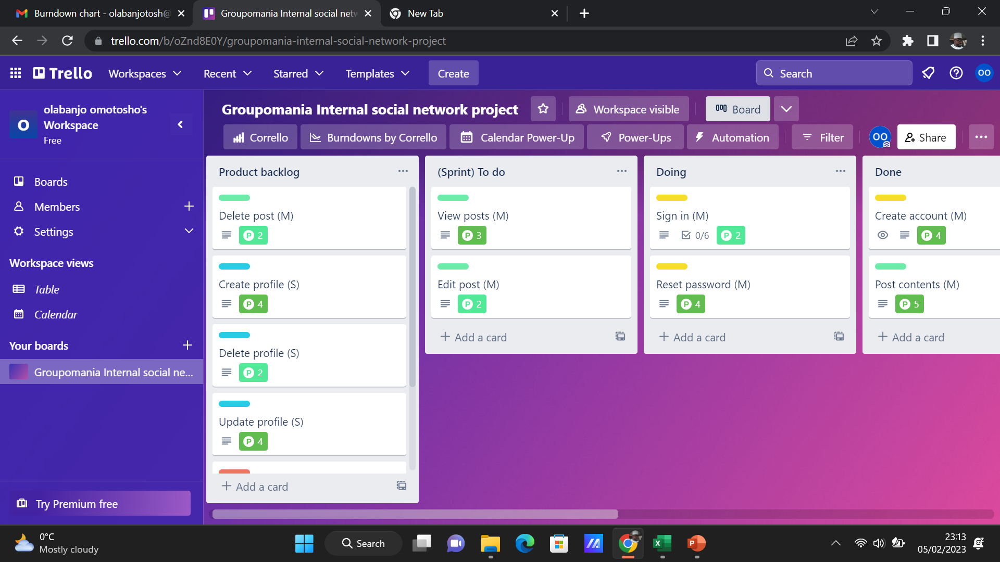 Burndown chart - olabanjotosh@
Groupomania Internal social netw
New Tab
trello.com/b/oZnd8E0Y/groupomania-internal-social-network-project
Trello
Workspaces
Recent
Starred
Templates
Create
Search
OO
O
olabanjo omotosho's
Workspace
Free
Groupomania Internal social network project
Workspace visible
Board
Corrello
Burndowns by Corrello
Calendar Power-Up
Power-Ups
Automation
Filter
OO
Share
Boards
Members
Settings
Workspace views
Table
Calendar
Your boards
Groupomania Internal social ne...
Try Premium free
Product backlog
Delete post (M)
P 2
Create profile (S)
P 4
Delete profile (S)
P 2
Update profile (S)
P 4
Add a card
(Sprint) To do
View posts (M)
P 3
Edit post (M)
P 2
Add a card
Doing
Sign in (M)
0/6
P 2
Reset password (M)
P 4
Add a card
Done
Create account (M)
P 4
Post contents (M)
P 5
Add a card
0°C
Mostly cloudy
Search
X
P
23:13
05/02/2023